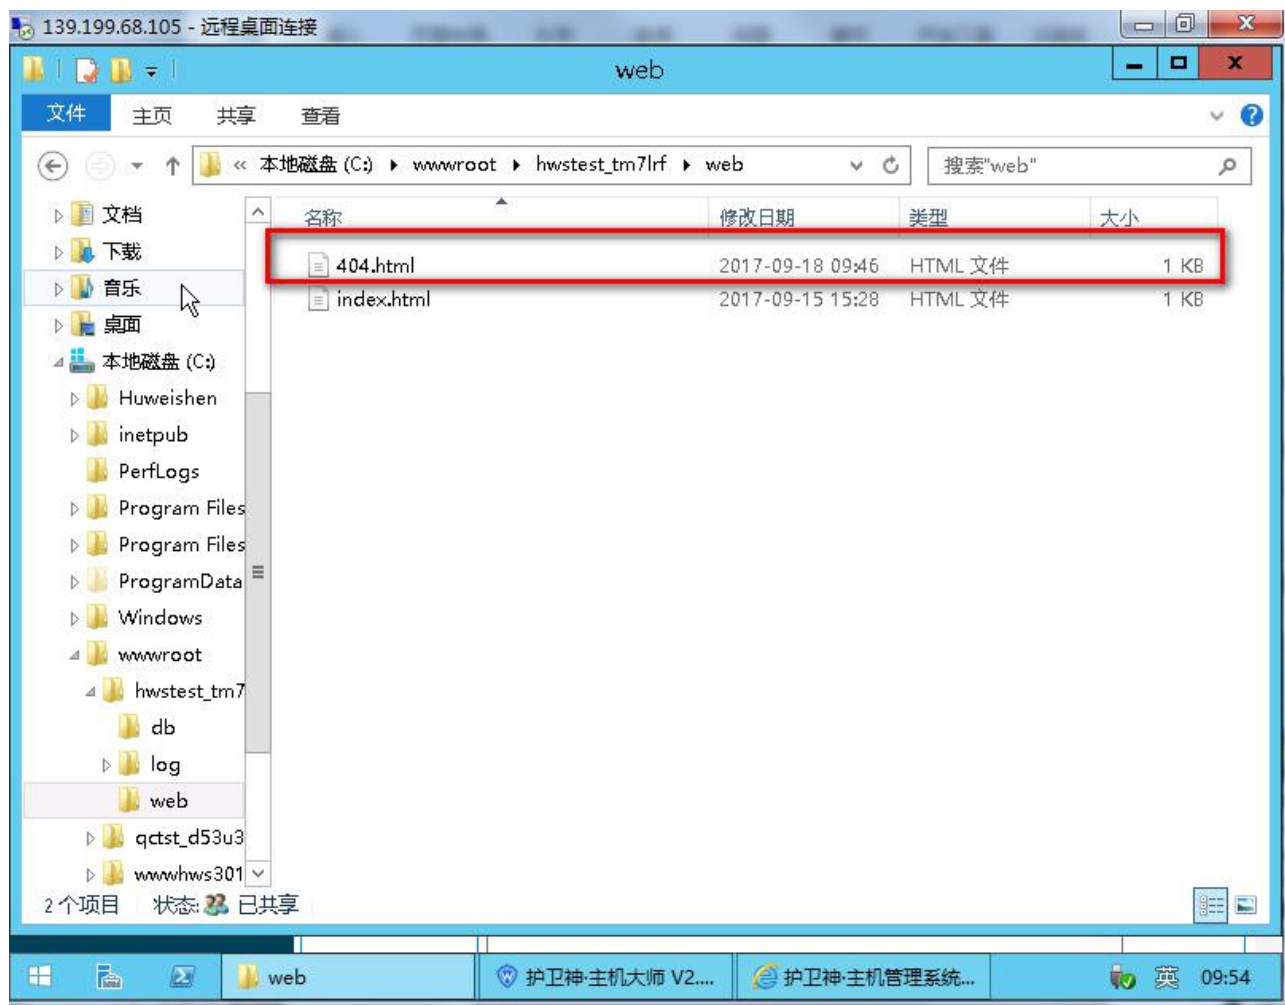 139.199.68.105 - 远程桌面连接
web
文件 主页 共享 查看
« 本地磁盘 (C:) wwwroot hwstest_tm7lrf web 搜索"web"
文档
下载
音乐
桌面
本地磁盘 (C:)
Huweishen
inetpub
PerfLogs
Program Files
Program Files
ProgramData
Windows
wwwroot
hwstest_tm7
db
log
web
qctst_d53u3
wwwhws301
名称 修改日期 类型 大小
404.html 2017-09-18 09:46 HTML 文件 1 KB
index.html 2017-09-15 15:28 HTML 文件 1 KB
2 个项目 状态: 已共享
web 护卫神·主机大师 V2.... 护卫神·主机管理系统... 英 09:54